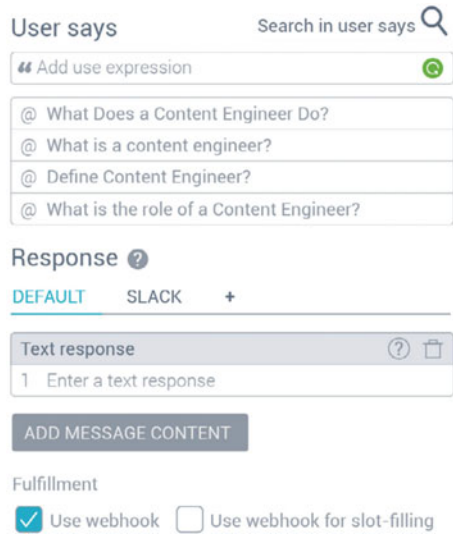 User says
Search in user says
“ Add use expression
@ What Does a Content Engineer Do?
@ What is a content engineer?
@ Define Content Engineer?
@ What is the role of a Content Engineer?
Response ?
DEFAULT SLACK +
Text response ?
1 Enter a text response
ADD MESSAGE CONTENT
Fulfillment
Use webhook Use webhook for slot-filling